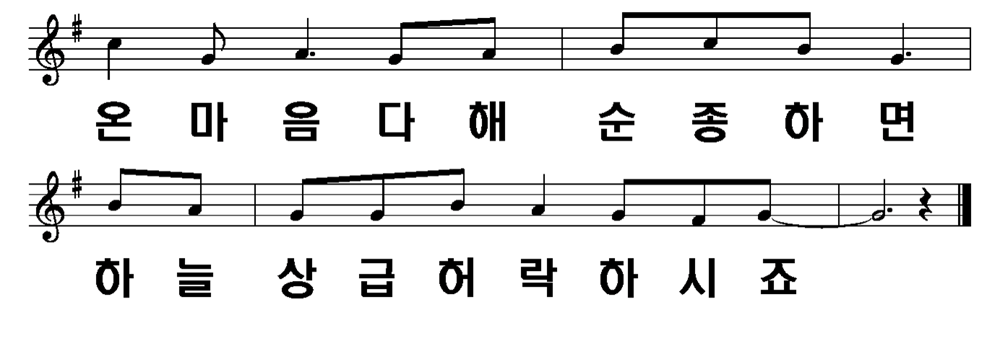 온 마 음 다 해 순 종 하 면
하 늘 상 급 허 락 하 시 죠